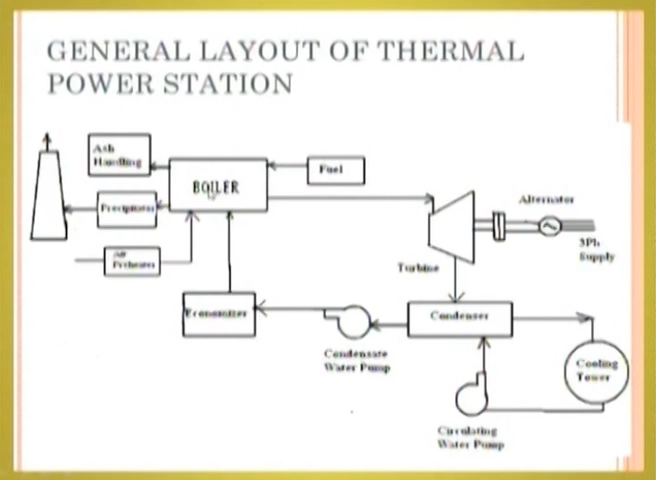 GENERAL LAYOUT OF THERMAL
POWER STATION
Ash
Handling
BOILER
Fuel
Precipitator
Air
Preheater
Alternator
3Ph
Supply
Turbine
Economizer
Condenser
Condensate
Water Pump
Cooling
Tower
Circulating
Water Pump